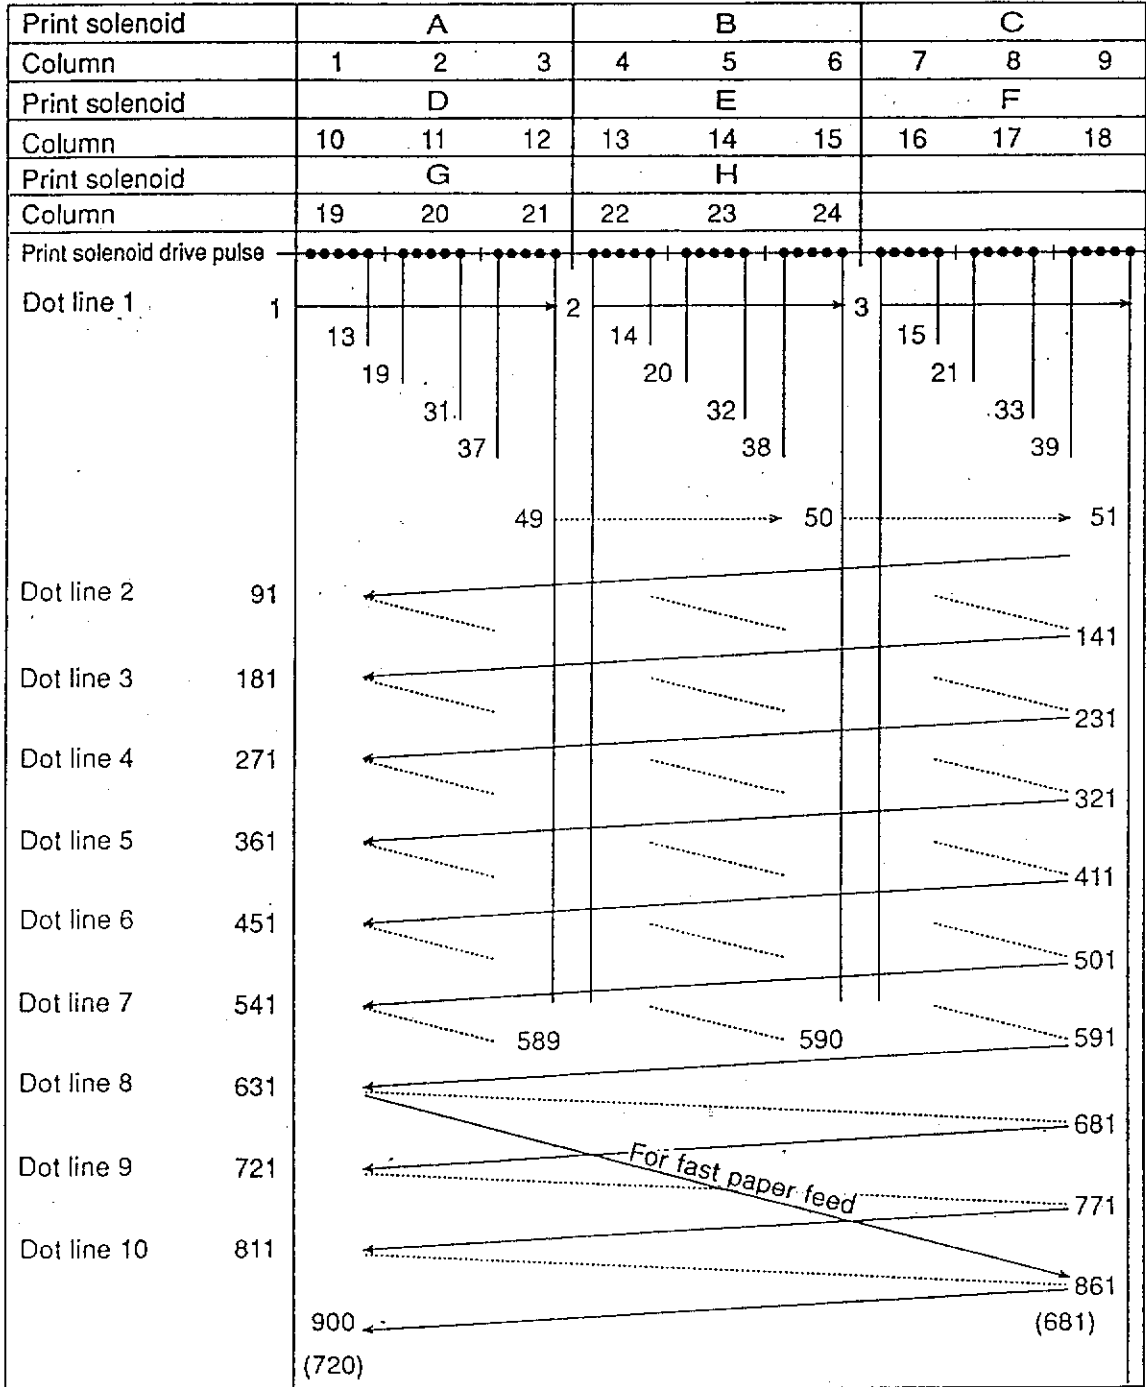 Print solenoid A B C
Column 1 2 3 4 5 6 7 8 9
Print solenoid D E F
Column 10 11 12 13 14 15 16 17 18
Print solenoid G H
Column 19 20 21 22 23 24
Print solenoid drive pulse
Dot line 1 1 2 3
13 14 15
19 20 21
31 32 33
37 38 39
49 50 51
Dot line 2 91
141
Dot line 3 181
231
Dot line 4 271
321
Dot line 5 361
411
Dot line 6 451
501
Dot line 7 541
589 590 591
Dot line 8 631
681
For fast paper feed
Dot line 9 721
771
Dot line 10 811
861
900 (681)
(720)